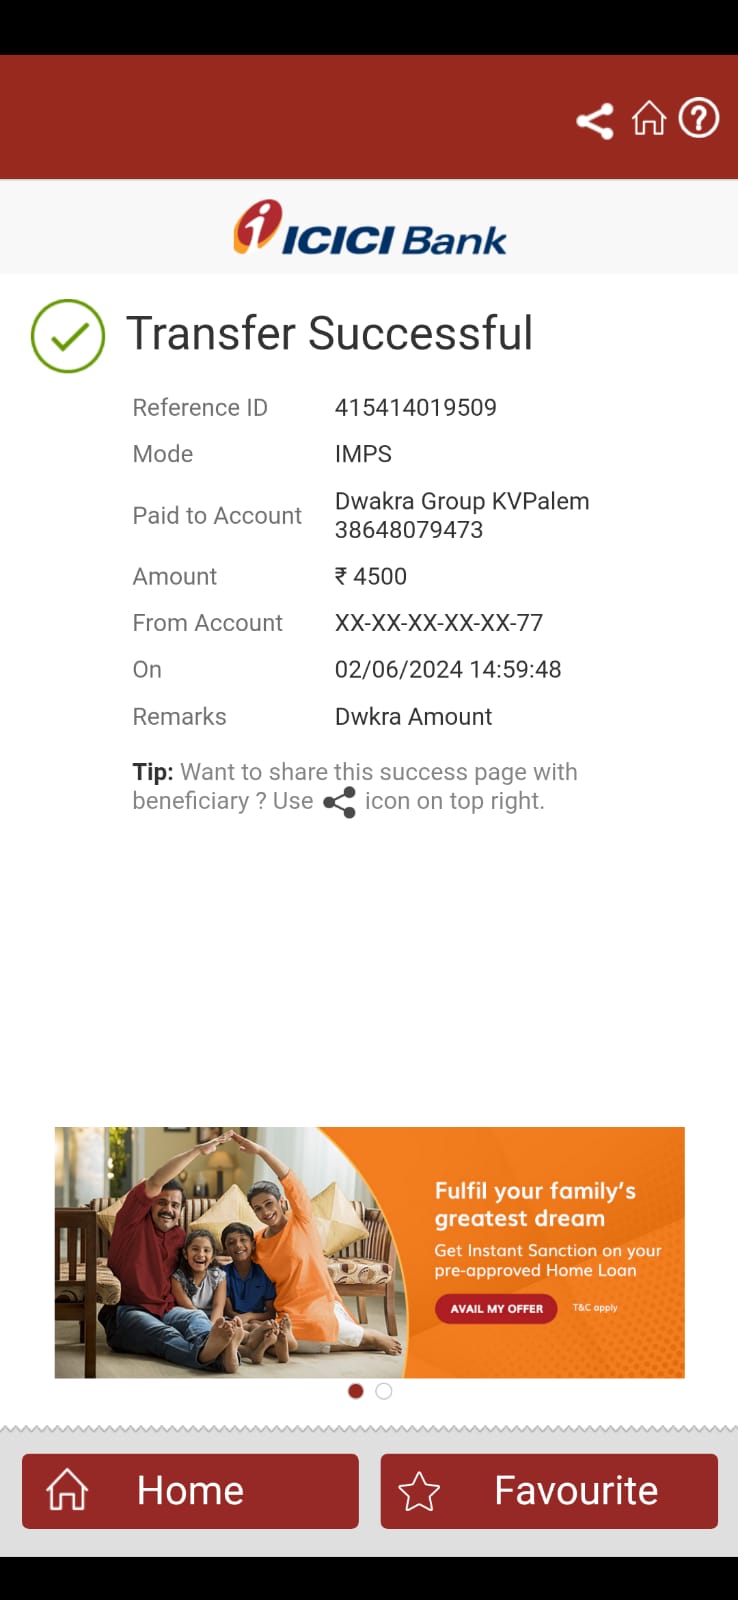 ICICI Bank
Transfer Successful
Reference ID 415414019509
Mode IMPS
Paid to Account Dwakra Group KVPalem
38648079473
Amount ₹ 4500
From Account XX-XX-XX-XX-XX-77
On 02/06/2024 14:59:48
Remarks Dwkra Amount
Tip: Want to share this success page with
beneficiary ? Use icon on top right.
Fulfil your family's
greatest dream
Get Instant Sanction on your
pre-approved Home Loan
AVAIL MY OFFER T&C apply
Home Favourite